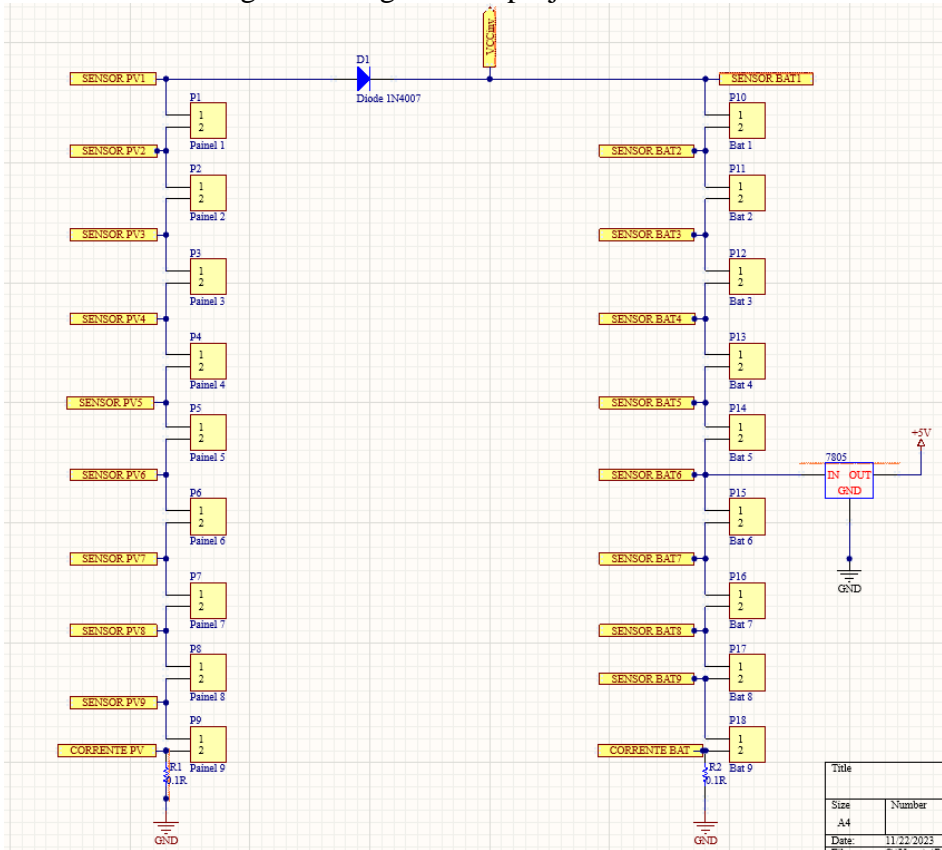 VCCinv
D1
SENSOR PV1
SENSOR BAT1
Diode 1N4007
P1
1
2
Painel 1
P10
1
2
Bat 1
SENSOR PV2
SENSOR BAT2
P2
1
2
Painel 2
P11
1
2
Bat 2
SENSOR PV3
SENSOR BAT3
P3
1
2
Painel 3
P12
1
2
Bat 3
SENSOR PV4
SENSOR BAT4
P4
1
2
Painel 4
P13
1
2
Bat 4
SENSOR PV5
SENSOR BAT5
P5
1
2
Painel 5
P14
1
2
Bat 5
+5V
7805
IN OUT
GND
GND
SENSOR PV6
SENSOR BAT6
P6
1
2
Painel 6
P15
1
2
Bat 6
SENSOR PV7
SENSOR BAT7
P7
1
2
Painel 7
P16
1
2
Bat 7
SENSOR PV8
SENSOR BAT8
P8
1
2
Painel 8
P17
1
2
Bat 8
SENSOR PV9
SENSOR BAT9
P9
1
2
Painel 9
P18
1
2
Bat 9
CORRENTE PV
CORRENTE BAT
R1
0.1R
R2
0.1R
GND
GND
Title
Size
A4
Number
Date:
11/22/2023